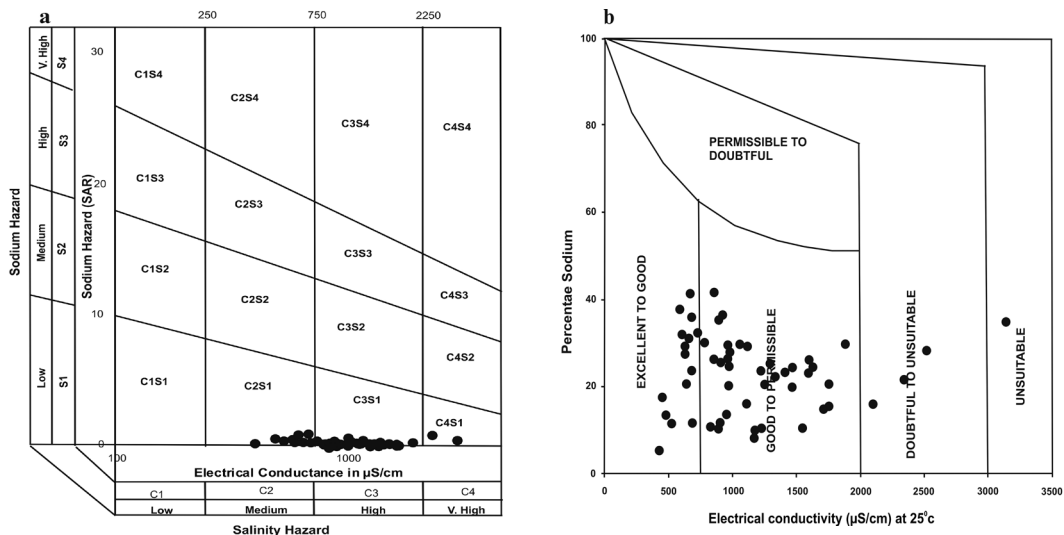 a
250 750 2250
V. High
S4
High
S3
Medium
S2
Low
S1
Sodium Hazard
Sodium Hazard (SAR)
30
20
10
0
C1S4
C2S4
C3S4
C4S4
C1S3
C2S3
C3S3
C4S3
C1S2
C2S2
C3S2
C4S2
C1S1
C2S1
C3S1
C4S1
100 1000
Electrical Conductance in µS/cm
C1 C2 C3 C4
Low Medium High V. High
Salinity Hazard
b
100
80
60
40
20
0
Percentae Sodium
PERMISSIBLE TO
DOUBTFUL
EXCELLENT TO GOOD
GOOD TO PERMISSIBLE
DOUBTFUL TO UNSUITABLE
UNSUITABLE
0 500 1000 1500 2000 2500 3000 3500
Electrical conductivity (µS/cm) at 25⁰c